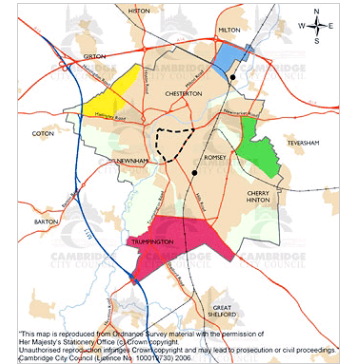 N
W E
S
HISTON
MILTON
GIRTON
CHESTERTON
COTON
TEVERSHAM
NEWNHAM
ROMSEY
CHERRY
HINTON
BARTON
TRUMPINGTON
GREAT
SHELFORD
CAMBRIDGE
CITY COUNCIL
"This map is reproduced from Ordnance Survey material with the permission of
Her Majesty's Stationery Office (c) Crown copyright.
Unauthorised reproduction infringes Crown copyright and may lead to prosecution or civil proceedings.
Cambridge City Council (Licence No. 100019730) 2006.